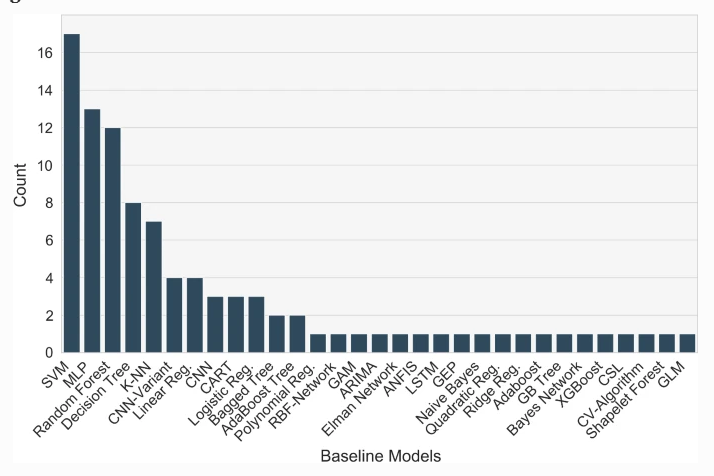 16
14
12
10
8
6
4
2
0
Count
SVM
MLP
Random Forest
Decision Tree
K-NN
CNN-Variant
Linear Reg.
CNN
CART
Logistic Reg.
Bagged Tree
AdaBoost Tree
Polynomial Reg.
RBF-Network
GAM
ARIMA
Elman Network
ANFIS
LSTM
GEP
Naive Bayes
Quadratic Reg.
Ridge Reg.
Adaboost
GB Tree
Bayes Network
XGBoost
CSL
CV-Algorithm
Shapelet Forest
GLM
Baseline Models